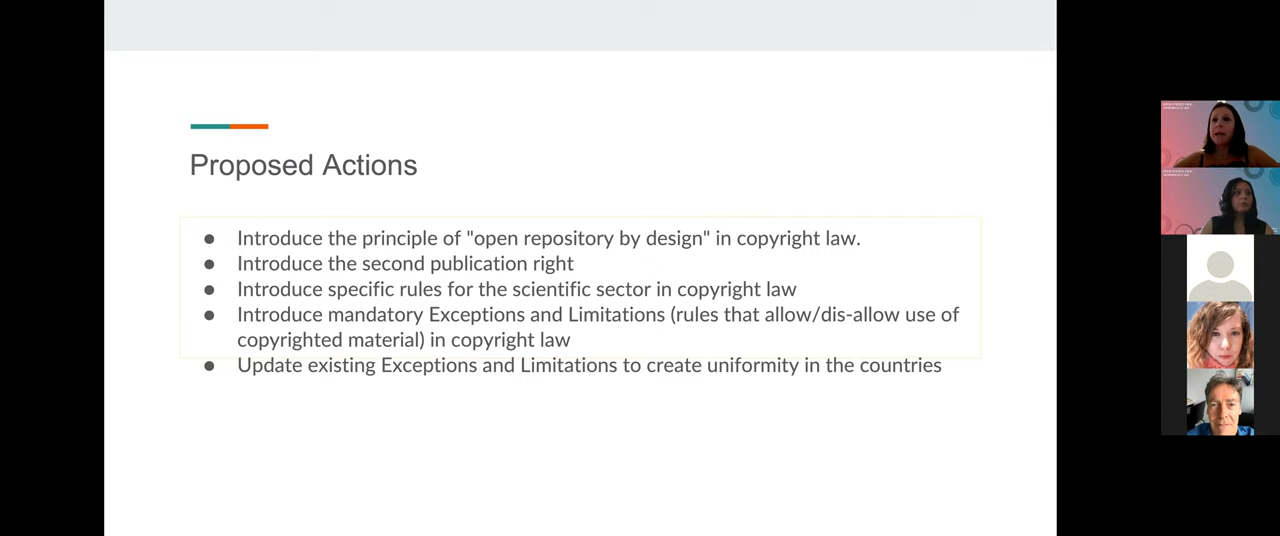 Proposed Actions
● Introduce the principle of "open repository by design" in copyright law.
● Introduce the second publication right
● Introduce specific rules for the scientific sector in copyright law
● Introduce mandatory Exceptions and Limitations (rules that allow/dis-allow use of
copyrighted material) in copyright law
● Update existing Exceptions and Limitations to create uniformity in the countries